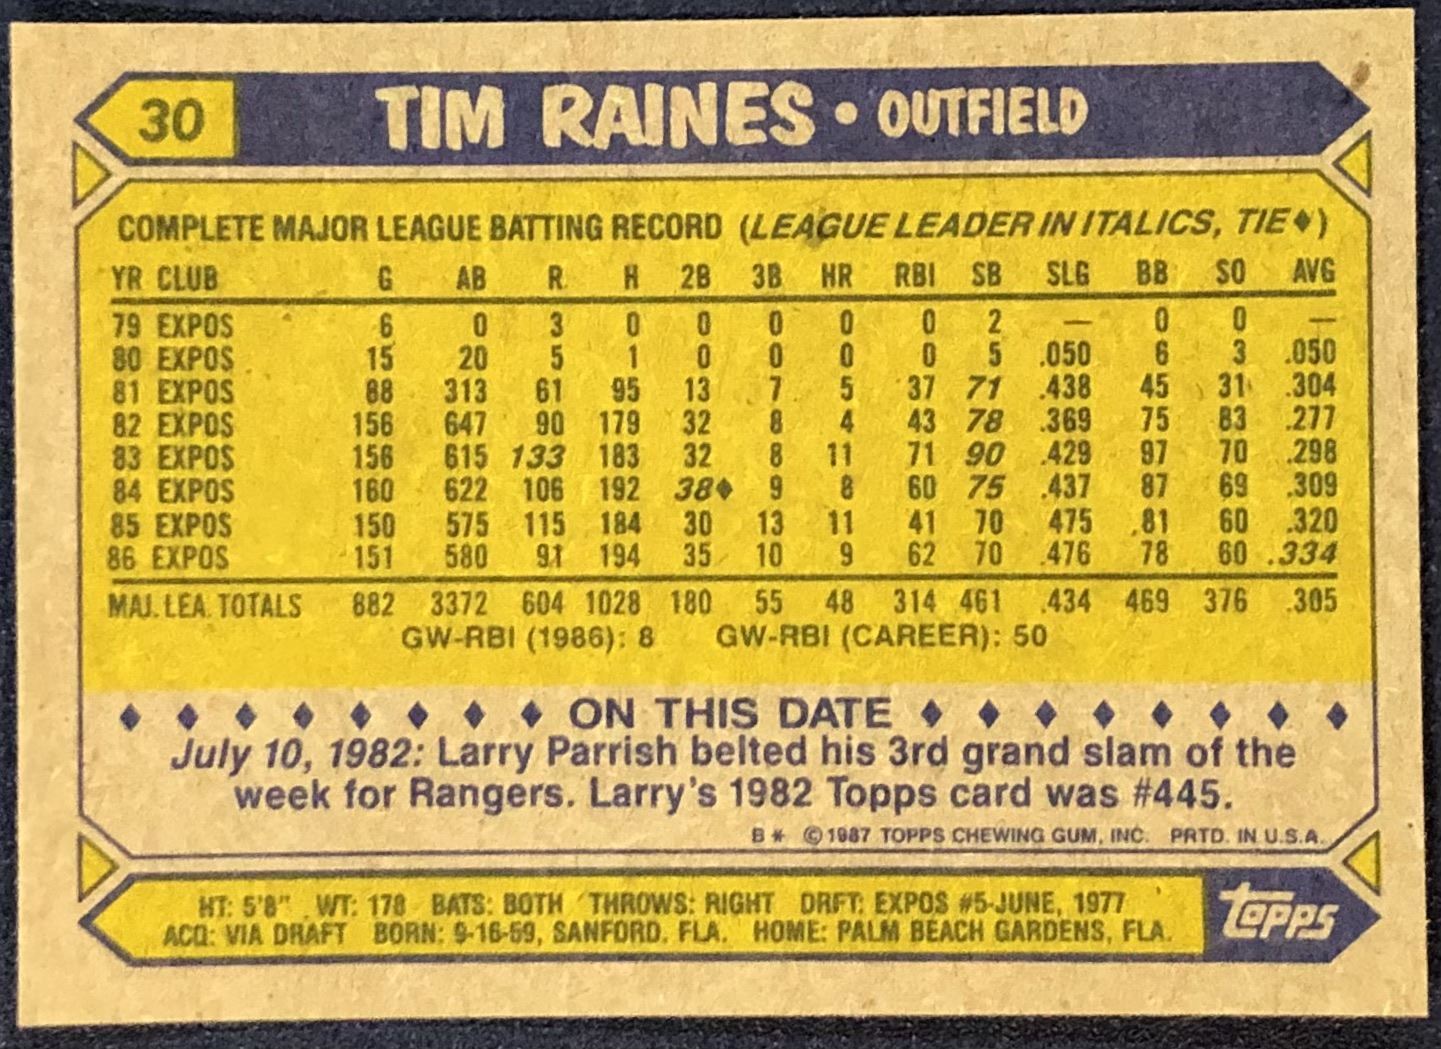 30 TIM RAINES • OUTFIELD
COMPLETE MAJOR LEAGUE BATTING RECORD (LEAGUE LEADER IN ITALICS, TIE♦)
YR CLUB G AB R H 2B 3B HR RBI SB SLG BB SO AVG
79 EXPOS 6 0 3 0 0 0 0 0 2 — 0 0 —
80 EXPOS 15 20 5 1 0 0 0 0 5 .050 6 3 .050
81 EXPOS 88 313 61 95 13 7 5 37 71 .438 45 31 .304
82 EXPOS 156 647 90 179 32 8 4 43 78 .369 75 83 .277
83 EXPOS 156 615 133 183 32 8 11 71 90 .429 97 70 .298
84 EXPOS 160 622 106 192 38♦ 9 8 60 75 .437 87 69 .309
85 EXPOS 150 575 115 184 30 13 11 41 70 .475 81 60 .320
86 EXPOS 151 580 91 194 35 10 9 62 70 .476 78 60 .334
MAJ. LEA. TOTALS 882 3372 604 1028 180 55 48 314 461 .434 469 376 .305
GW-RBI (1986): 8 GW-RBI (CAREER): 50
♦ ♦ ♦ ♦ ♦ ♦ ♦ ♦ ON THIS DATE ♦ ♦ ♦ ♦ ♦ ♦ ♦ ♦
July 10, 1982: Larry Parrish belted his 3rd grand slam of the
week for Rangers. Larry's 1982 Topps card was #445.
B* © 1987 TOPPS CHEWING GUM, INC. PRTD. IN U.S.A.
HT: 5'8" WT: 178 BATS: BOTH THROWS: RIGHT DRFT: EXPOS #5-JUNE, 1977
ACQ: VIA DRAFT BORN: 9-16-59, SANFORD, FLA. HOME: PALM BEACH GARDENS, FLA.
topps